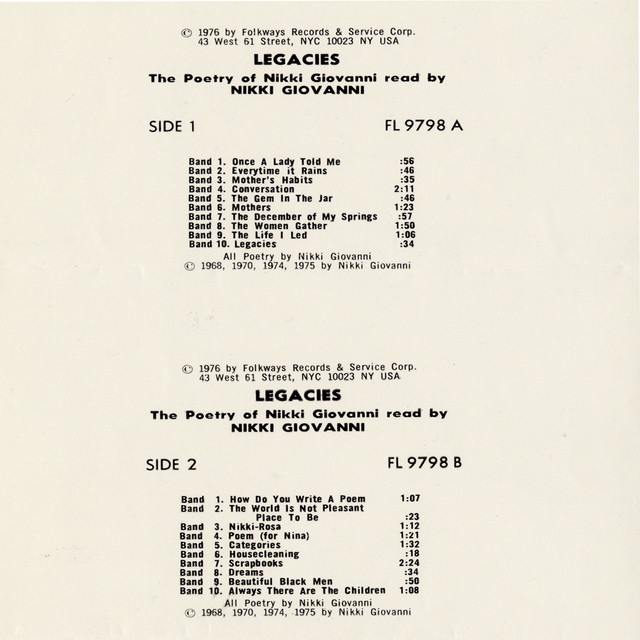 © 1976 by Folkways Records & Service Corp.
43 West 61 Street, NYC 10023 NY USA
LEGACIES
The Poetry of Nikki Giovanni read by
NIKKI GIOVANNI
SIDE 1 FL 9798 A
Band 1. Once A Lady Told Me :56
Band 2. Everytime it Rains :46
Band 3. Mother's Habits :35
Band 4. Conversation 2:11
Band 5. The Gem In The Jar :46
Band 6. Mothers 1:23
Band 7. The December of My Springs :57
Band 8. The Women Gather 1:50
Band 9. The Life I Led 1:06
Band 10. Legacies :34
All Poetry by Nikki Giovanni
© 1968, 1970, 1974, 1975 by Nikki Giovanni
© 1976 by Folkways Records & Service Corp.
43 West 61 Street, NYC 10023 NY USA
LEGACIES
The Poetry of Nikki Giovanni read by
NIKKI GIOVANNI
SIDE 2 FL 9798 B
Band 1. How Do You Write A Poem 1:07
Band 2. The World Is Not Pleasant
Place To Be :23
Band 3. Nikki-Rosa 1:12
Band 4. Poem (for Nina) 1:21
Band 5. Categories 1:32
Band 6. Housecleaning :18
Band 7. Scrapbooks 2:24
Band 8. Dreams :34
Band 9. Beautiful Black Men :50
Band 10. Always There Are The Children 1:08
All Poetry by Nikki Giovanni
© 1968, 1970, 1974, 1975 by Nikki Giovanni